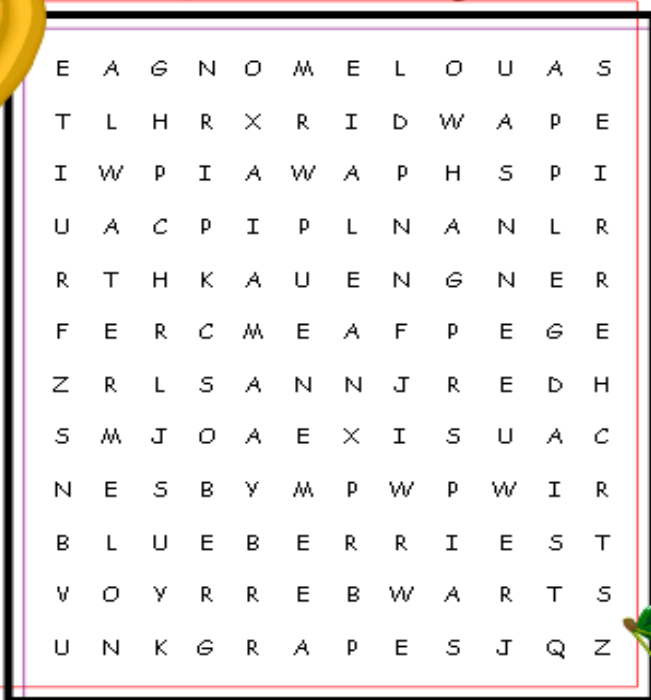 E A G N O M E L O U A S
T L H R X R I D W A P E
I W P I A W A P H S P I
U A C P I P L N A N L R
R T H K A U E N G N E R
F E R C M E A F P E G E
Z R L S A N N J R E D H
S M J O A E X I S U A C
N E S B Y M P W P W I R
B L U E B E R R I E S T
V O Y R R E B W A R T S
U N K G R A P E S J Q Z